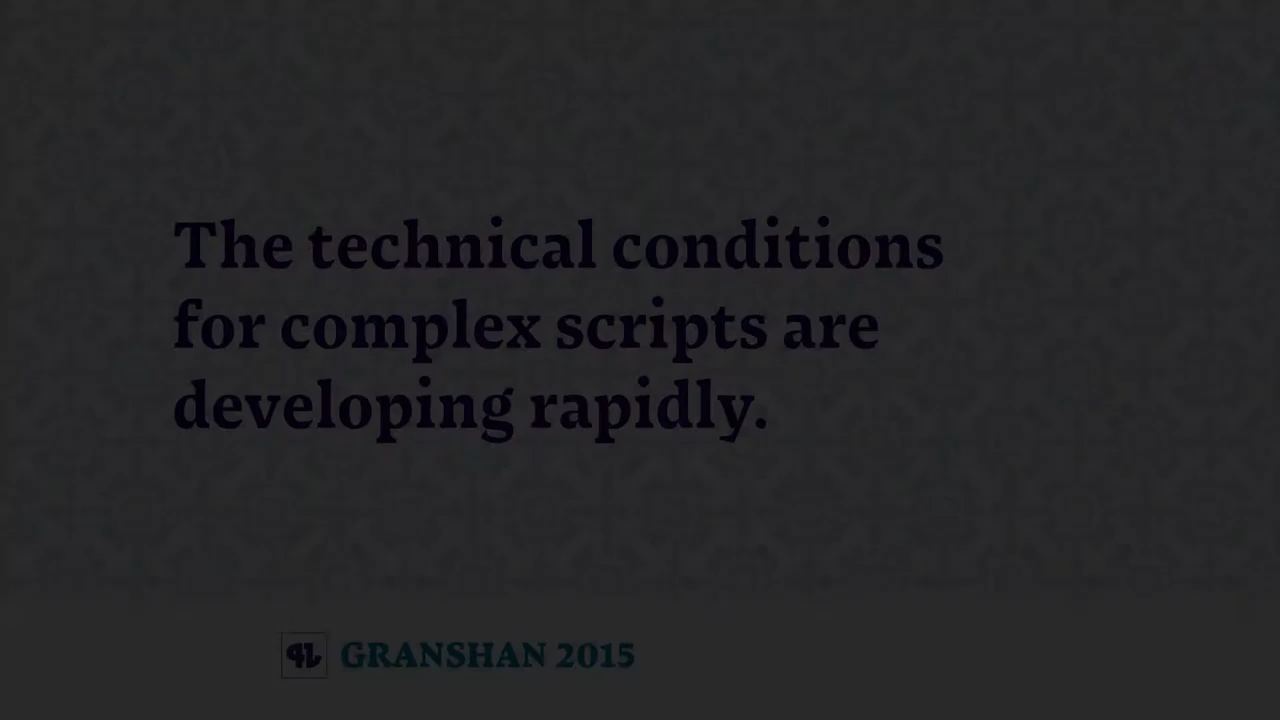 The technical conditions
for complex scripts are
developing rapidly.
GRANSHAN 2015